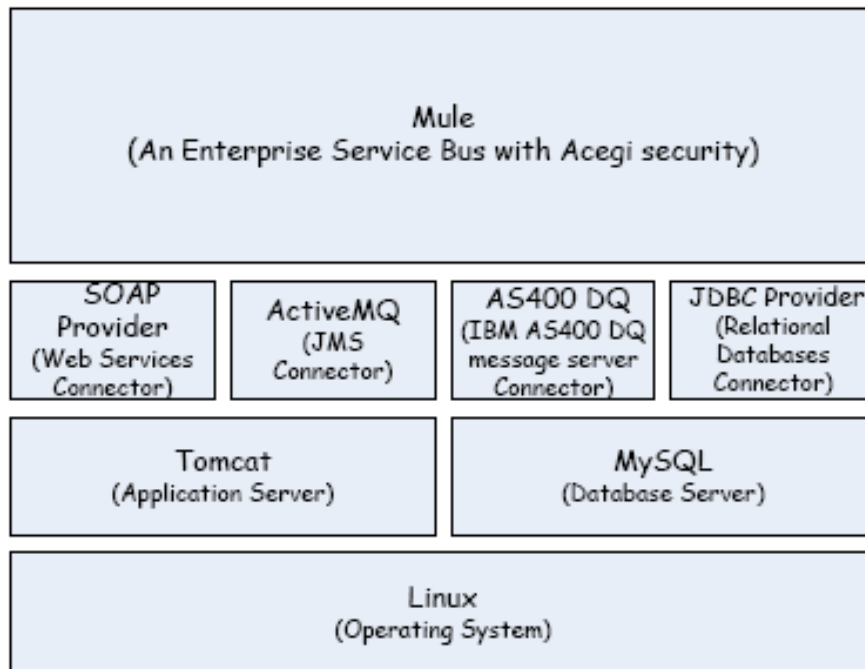 Mule
(An Enterprise Service Bus with Acegi security)
SOAP
Provider
(Web Services
Connector)
ActiveMQ
(JMS
Connector)
AS400 DQ
(IBM AS400 DQ
message server
Connector)
JDBC Provider
(Relational
Databases
Connector)
Tomcat
(Application Server)
MySQL
(Database Server)
Linux
(Operating System)